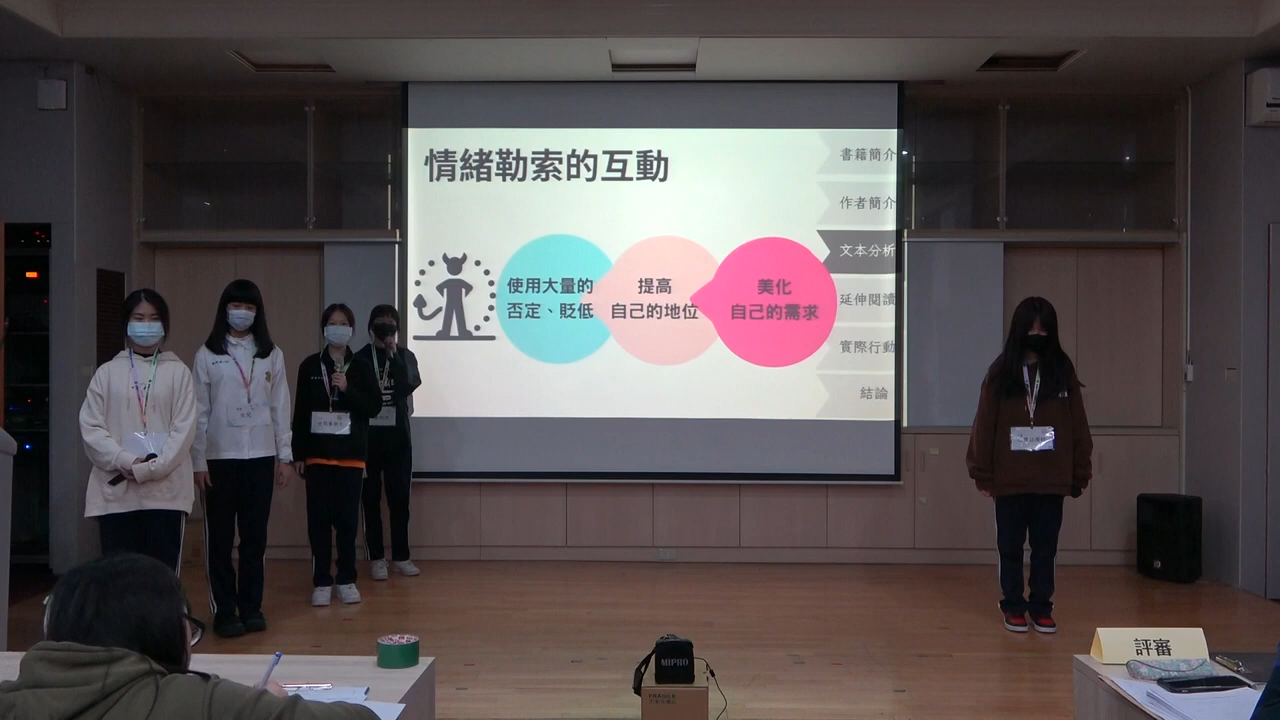 情緒勒索的互動
使用大量的
否定、貶低
提高
自己的地位
美化
自己的需求
書籍簡介
作者簡介
文本分析
延伸閱讀
實際行動
結論
評審
MIPRO
FRAGILE